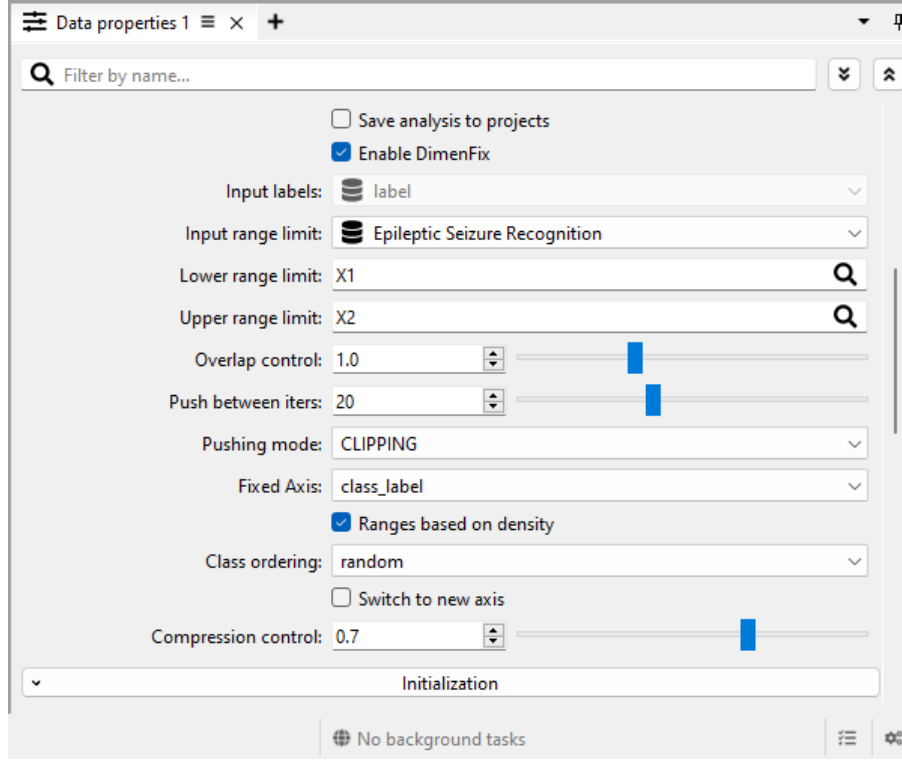 Data properties 1
Filter by name...
Save analysis to projects
Enable DimenFix
Input labels: label
Input range limit: Epileptic Seizure Recognition
Lower range limit: X1
Upper range limit: X2
Overlap control: 1.0
Push between iters: 20
Pushing mode: CLIPPING
Fixed Axis: class_label
Ranges based on density
Class ordering: random
Switch to new axis
Compression control: 0.7
Initialization
No background tasks